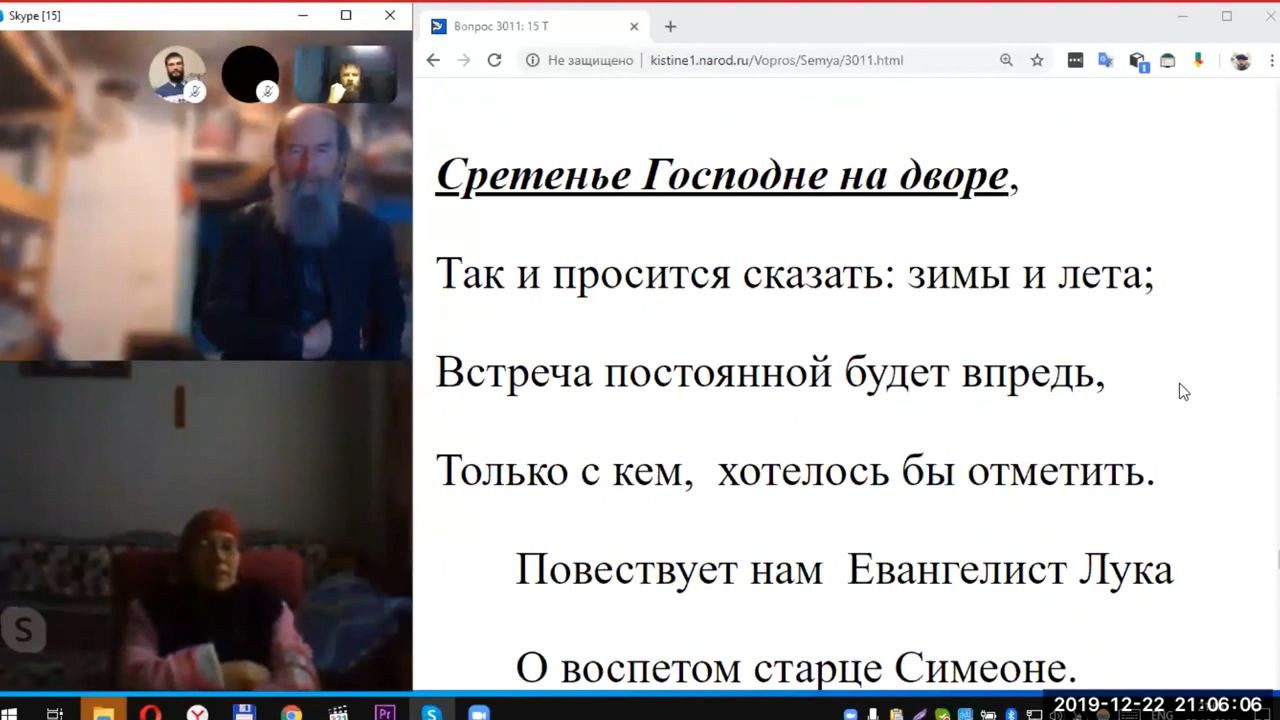 Skype [15]
Вопрос 3011: 15 Т
Не защищено
kistine1.narod.ru/Vopros/Semya/3011.html
Сретенье Господне на дворе,
Так и просится сказать: зимы и лета;
Встреча постоянной будет впредь,
Только с кем, хотелось бы отметить.
Повествует нам Евангелист Лука
О воспетом старце Симеоне.
S
Pr
ENG
2019-12-22 21:06:06